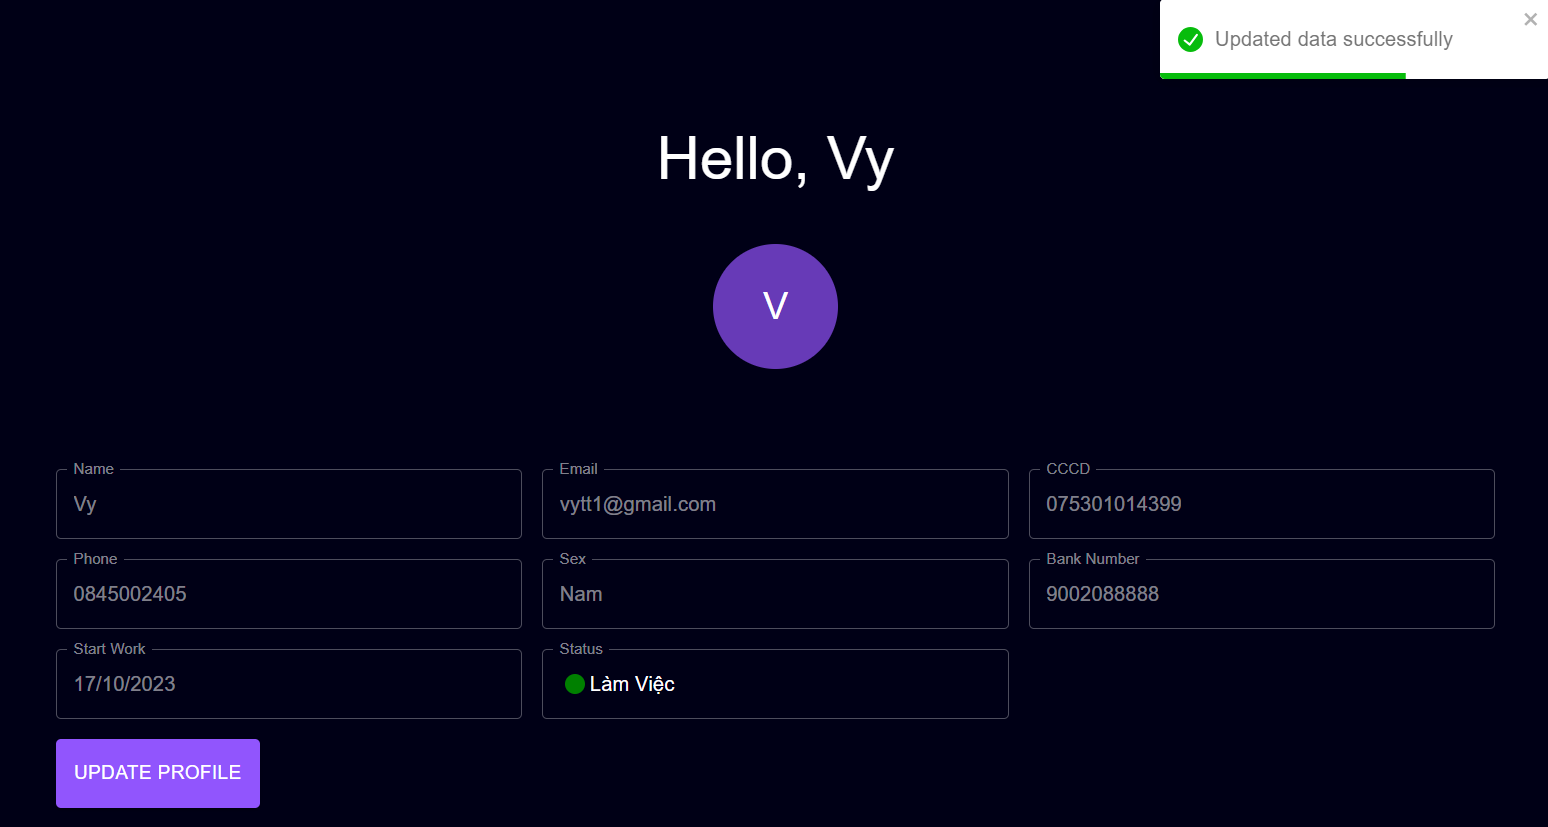 Updated data successfully
Hello, Vy
V
Name
Vy
Email
vytt1@gmail.com
CCCD
075301014399
Phone
0845002405
Sex
Nam
Bank Number
9002088888
Start Work
17/10/2023
Status
Làm Việc
UPDATE PROFILE